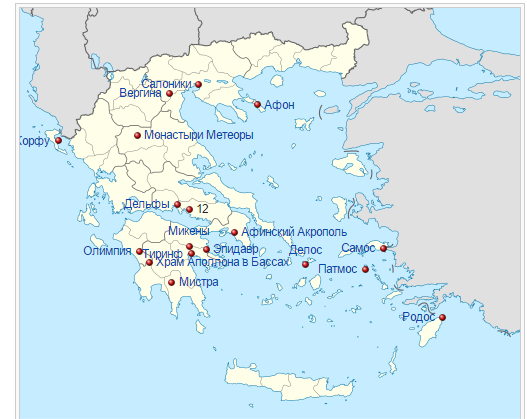 Салоники
Вергина
Афон
Корфу
Монастыри Метеоры
Дельфы
12
Микены
Афинский Акрополь
Олимпия
Тиринф
Эпидавр
Делос
Самос
Храм Аполлона в Бассах
Патмос
Мистра
Родос